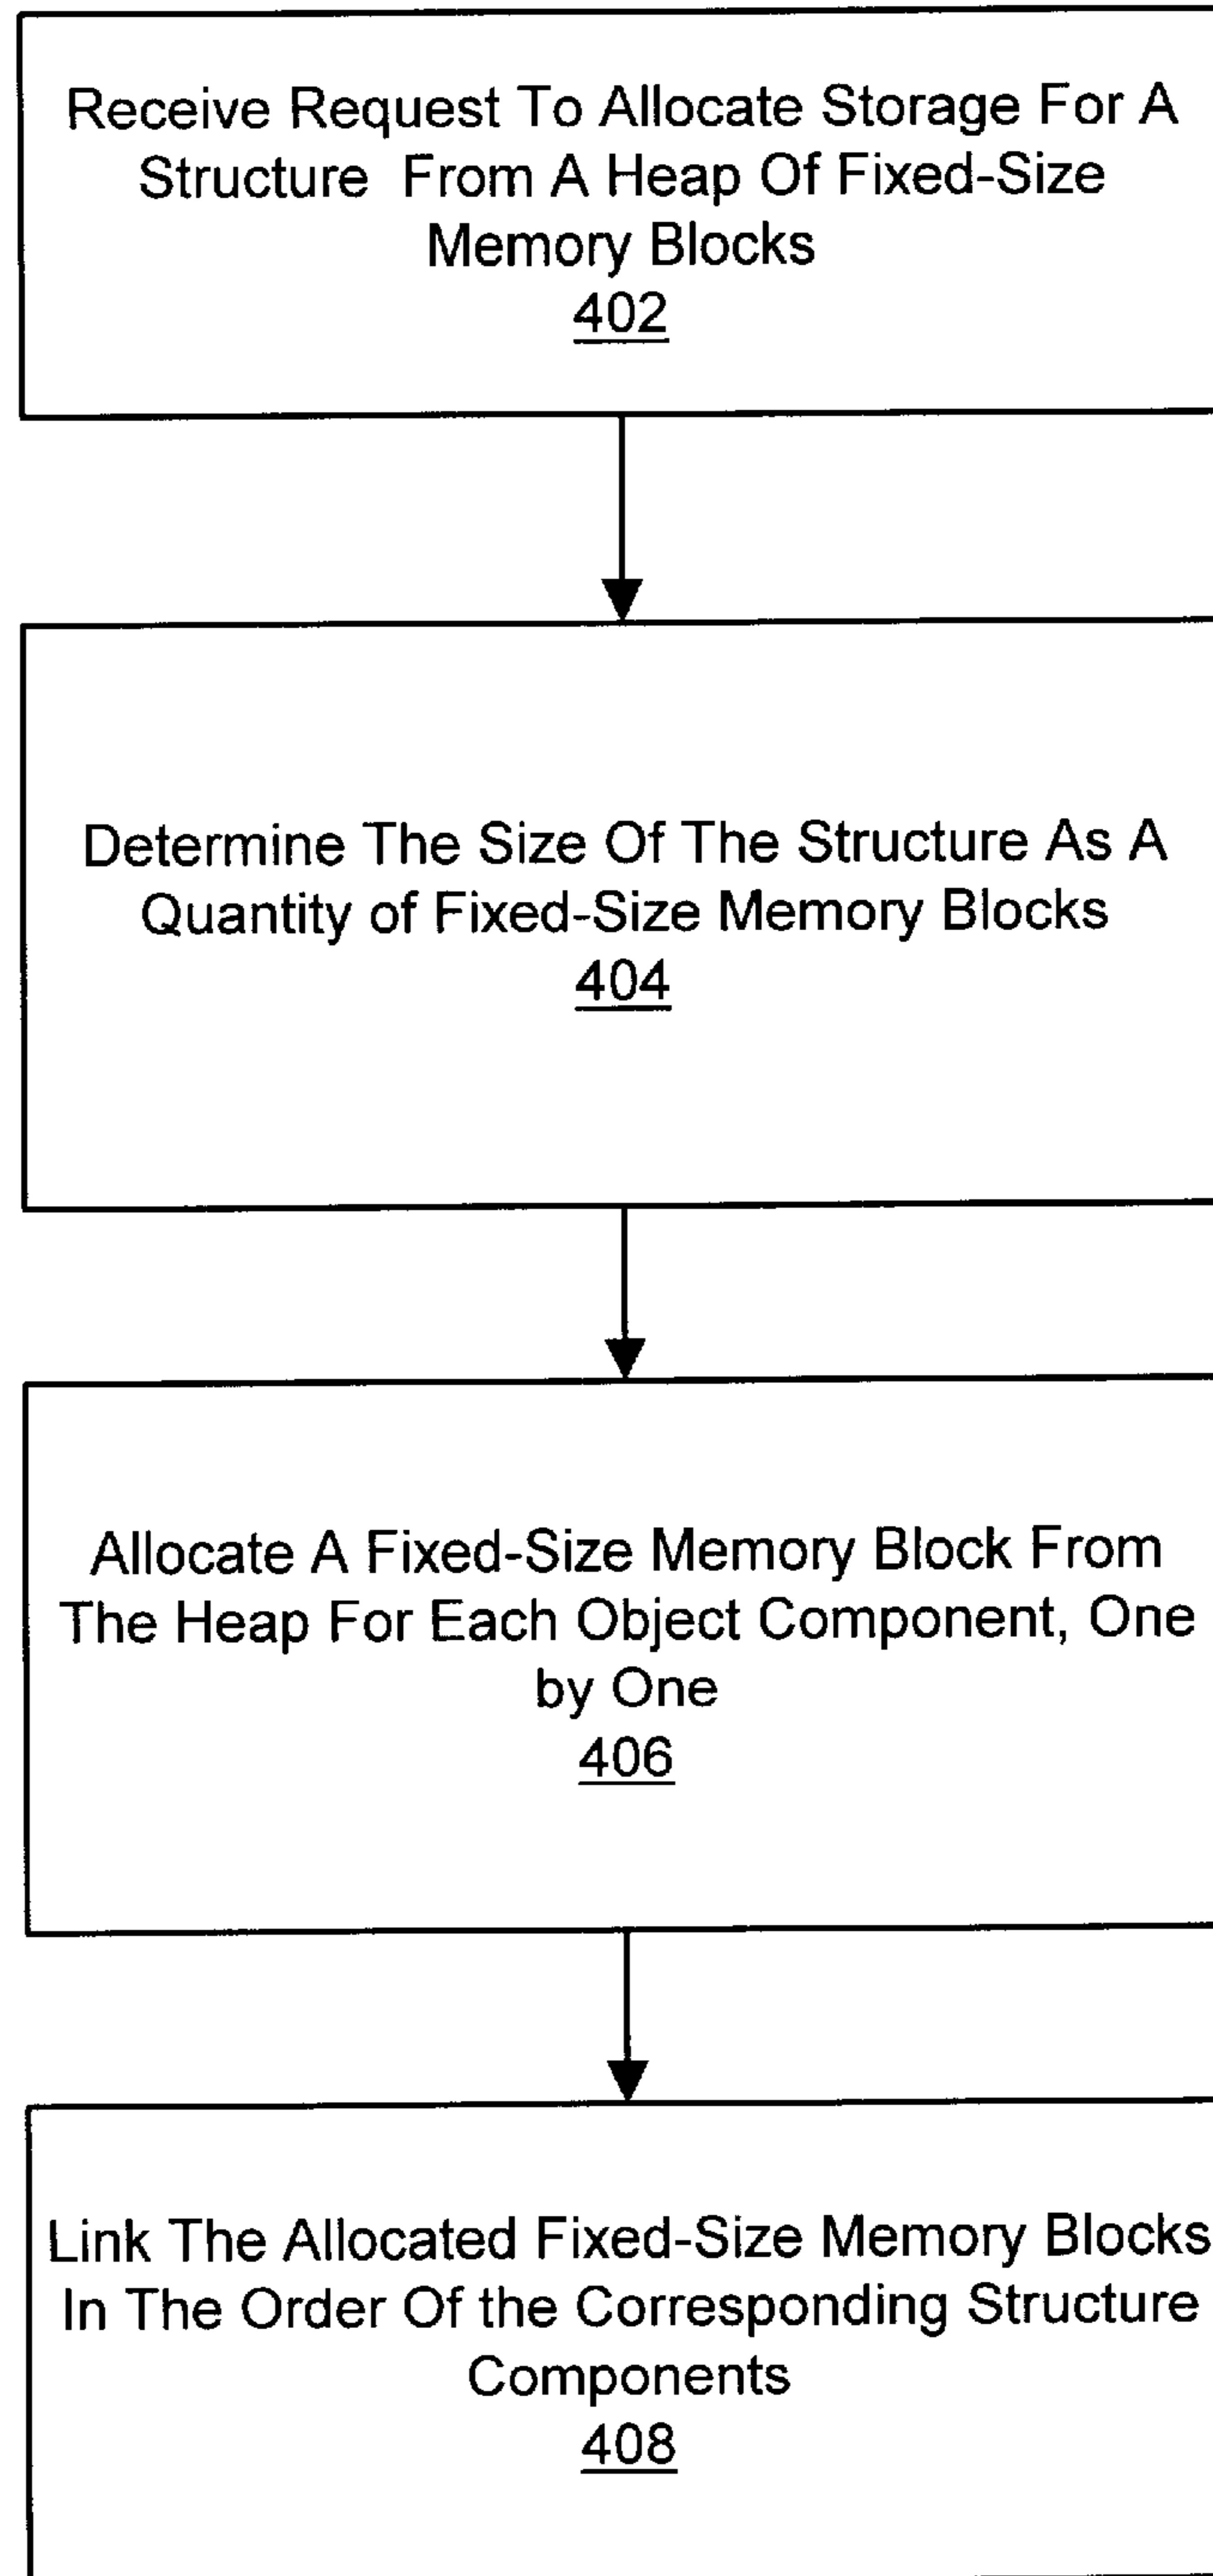 Receive Request To Allocate Storage For A
Structure From A Heap Of Fixed-Size
Memory Blocks
402
Determine The Size Of The Structure As A
Quantity of Fixed-Size Memory Blocks
404
Allocate A Fixed-Size Memory Block From
The Heap For Each Object Component, One
by One
406
Link The Allocated Fixed-Size Memory Blocks
In The Order Of the Corresponding Structure
Components
408